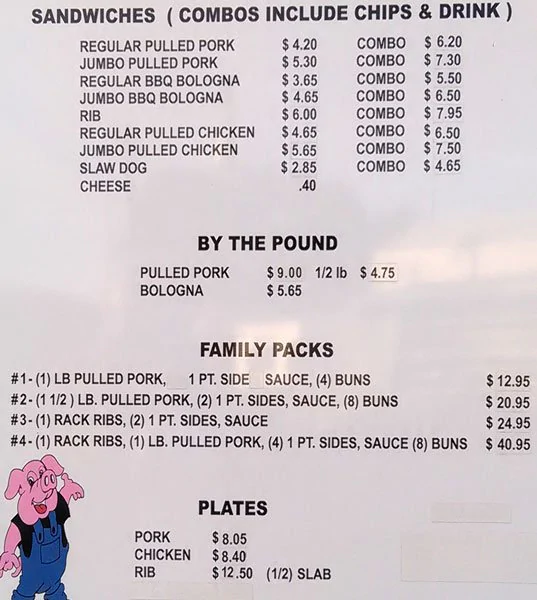 SANDWICHES ( COMBOS INCLUDE CHIPS & DRINK )
REGULAR PULLED PORK $ 4.20 COMBO $ 6.20
JUMBO PULLED PORK $ 5.30 COMBO $ 7.30
REGULAR BBQ BOLOGNA $ 3.65 COMBO $ 5.50
JUMBO BBQ BOLOGNA $ 4.65 COMBO $ 6.50
RIB $ 6.00 COMBO $ 7.95
REGULAR PULLED CHICKEN $ 4.65 COMBO $ 6.50
JUMBO PULLED CHICKEN $ 5.65 COMBO $ 7.50
SLAW DOG $ 2.85 COMBO $ 4.65
CHEESE .40
BY THE POUND
PULLED PORK $ 9.00 1/2 lb $ 4.75
BOLOGNA $ 5.65
FAMILY PACKS
#1- (1) LB PULLED PORK, 1 PT. SIDE SAUCE, (4) BUNS $ 12.95
#2- (1 1/2 ) LB. PULLED PORK, (2) 1 PT. SIDES, SAUCE, (8) BUNS $ 20.95
#3- (1) RACK RIBS, (2) 1 PT. SIDES, SAUCE $ 24.95
#4- (1) RACK RIBS, (1) LB. PULLED PORK, (4) 1 PT. SIDES, SAUCE (8) BUNS $ 40.95
PLATES
PORK $ 8.05
CHICKEN $ 8.40
RIB $ 12.50 (1/2) SLAB